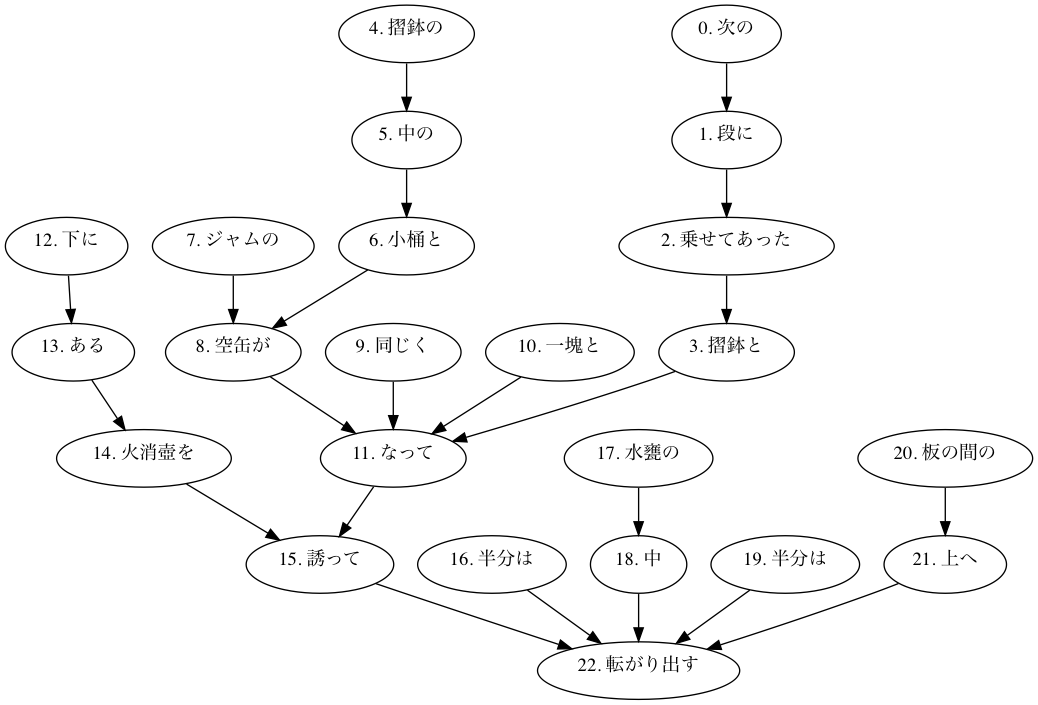 4. 摺鉢の
0. 次の
5. 中の
1. 段に
12. 下に
7. ジャムの
6. 小桶と
2. 乗せてあった
13. ある
8. 空缶が
9. 同じく
10. 一塊と
3. 摺鉢と
14. 火消壺を
11. なって
17. 水甕の
20. 板の間の
15. 誘って
16. 半分は
18. 中
19. 半分は
21. 上へ
22. 転がり出す